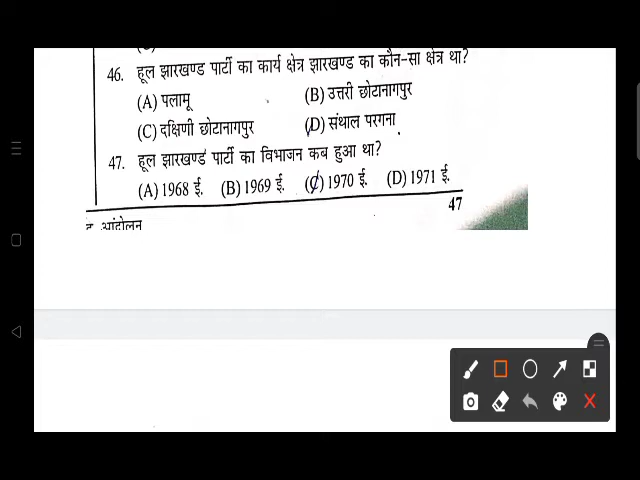 46. हूल झारखण्ड पार्टी का कार्य क्षेत्र झारखण्ड का कौन-सा क्षेत्र था?
(A) पलामू (B) उत्तरी छोटानागपुर
(C) दक्षिणी छोटानागपुर (D) संथाल परगना
47. हूल झारखण्ड पार्टी का विभाजन कब हुआ था?
(A) 1968 ई. (B) 1969 ई. (C) 1970 ई. (D) 1971 ई.
47
आंदोलन